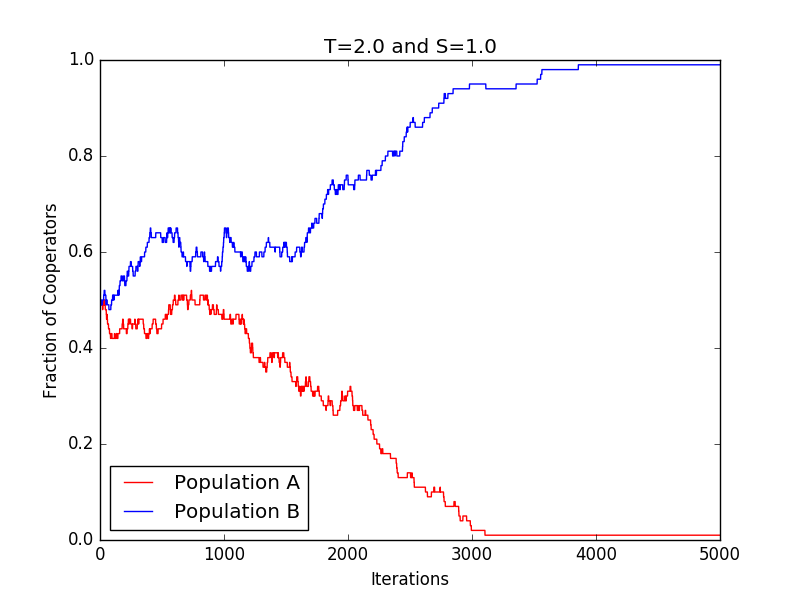 T=2.0 and S=1.0
1.0
0.8
0.6
0.4
0.2
0.0
Fraction of Cooperators
Population A
Population B
0 1000 2000 3000 4000 5000
Iterations